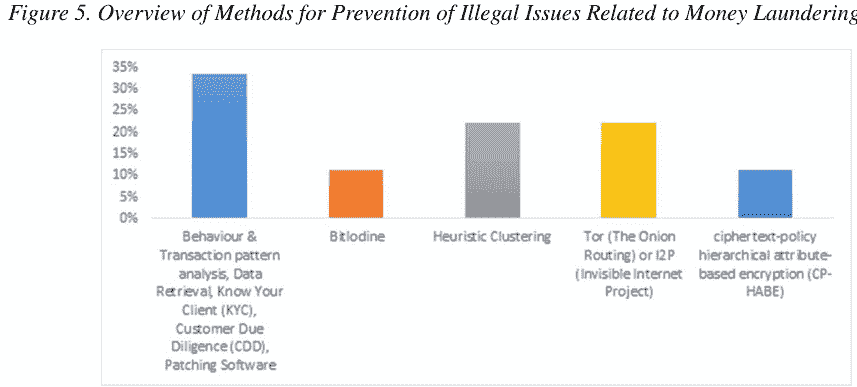 Figure 5. Overview of Methods for Prevention of Illegal Issues Related to Money Laundering
35%
30%
25%
20%
15%
10%
5%
0%
Behaviour &
Transaction pattern
analysis, Data
Retrieval, Know Your
Client (KYC),
Customer Due
Diligence (CDD),
Patching Software
Bitlodine
Heuristic Clustering
Tor (The Onion
Routing) or I2P
(Invisible Internet
Project)
ciphertext-policy
hierarchical attribute-
based encryption (CP-
HABE)